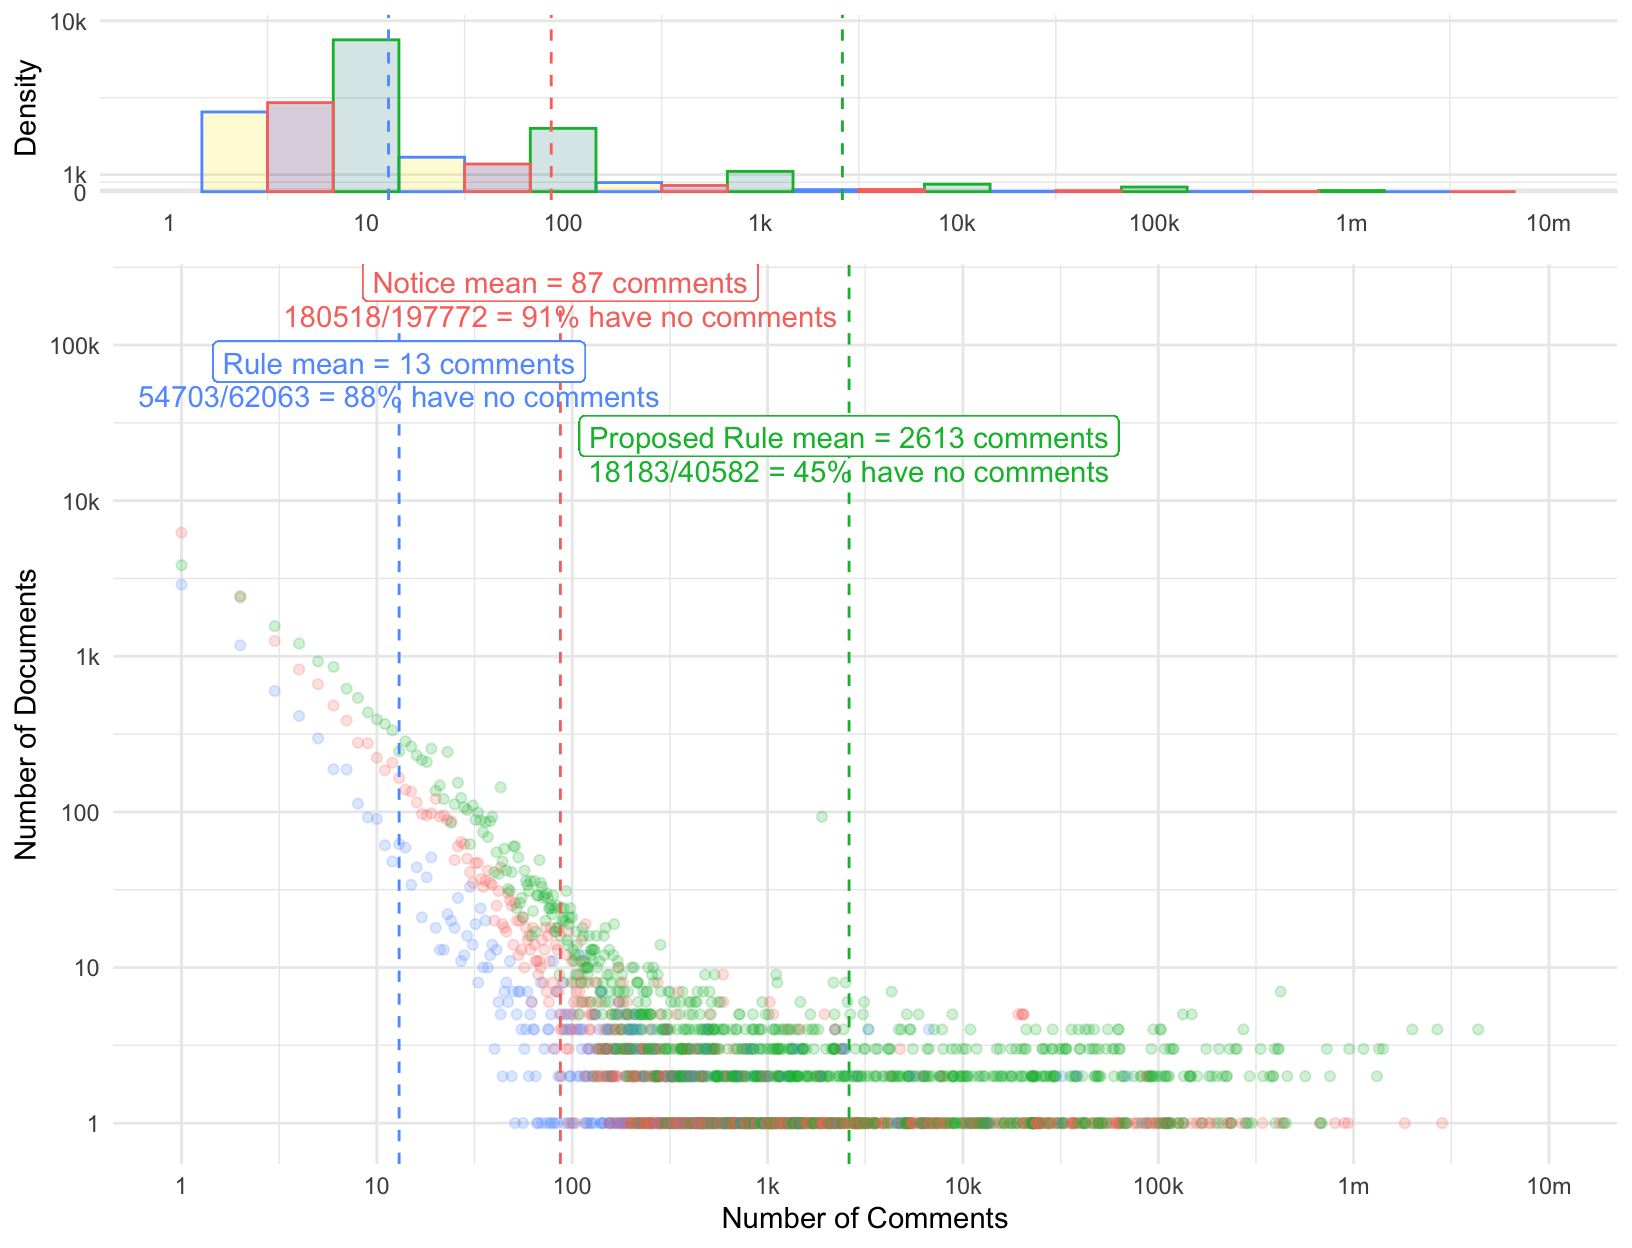 10k
1k
0
Density
1 10 100 1k 10k 100k 1m 10m
Notice mean = 87 comments
180518/197772 = 91% have no comments
Rule mean = 13 comments
54703/62063 = 88% have no comments
Proposed Rule mean = 2613 comments
18183/40582 = 45% have no comments
100k
10k
1k
100
10
1
Number of Documents
1 10 100 1k 10k 100k 1m 10m
Number of Comments